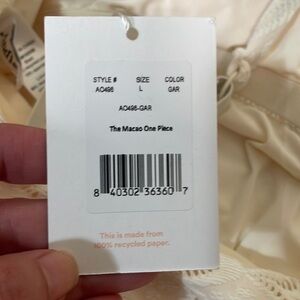 STYLE # SIZE COLOR
AO496 L GAR
AO496-GAR
The Macao One Piece
8 40302 36360 7
This is made from
100% recycled paper.